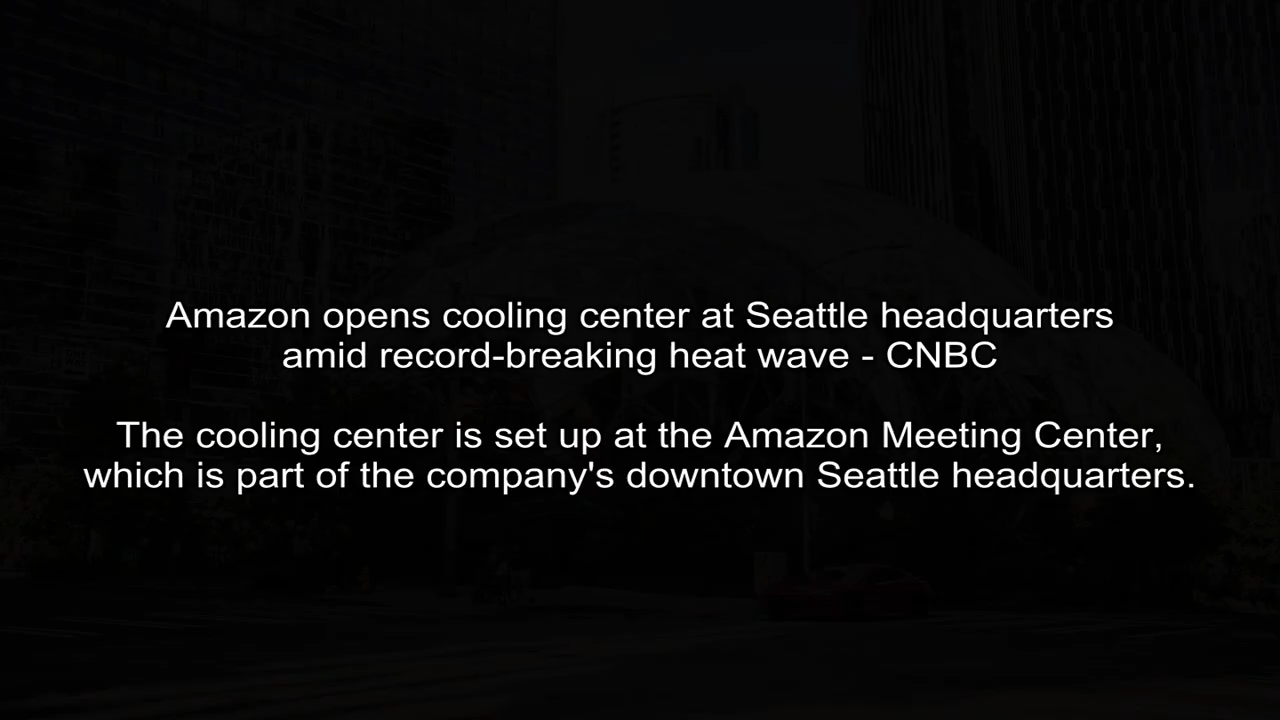 Amazon opens cooling center at Seattle headquarters
amid record-breaking heat wave - CNBC
The cooling center is set up at the Amazon Meeting Center,
which is part of the company's downtown Seattle headquarters.